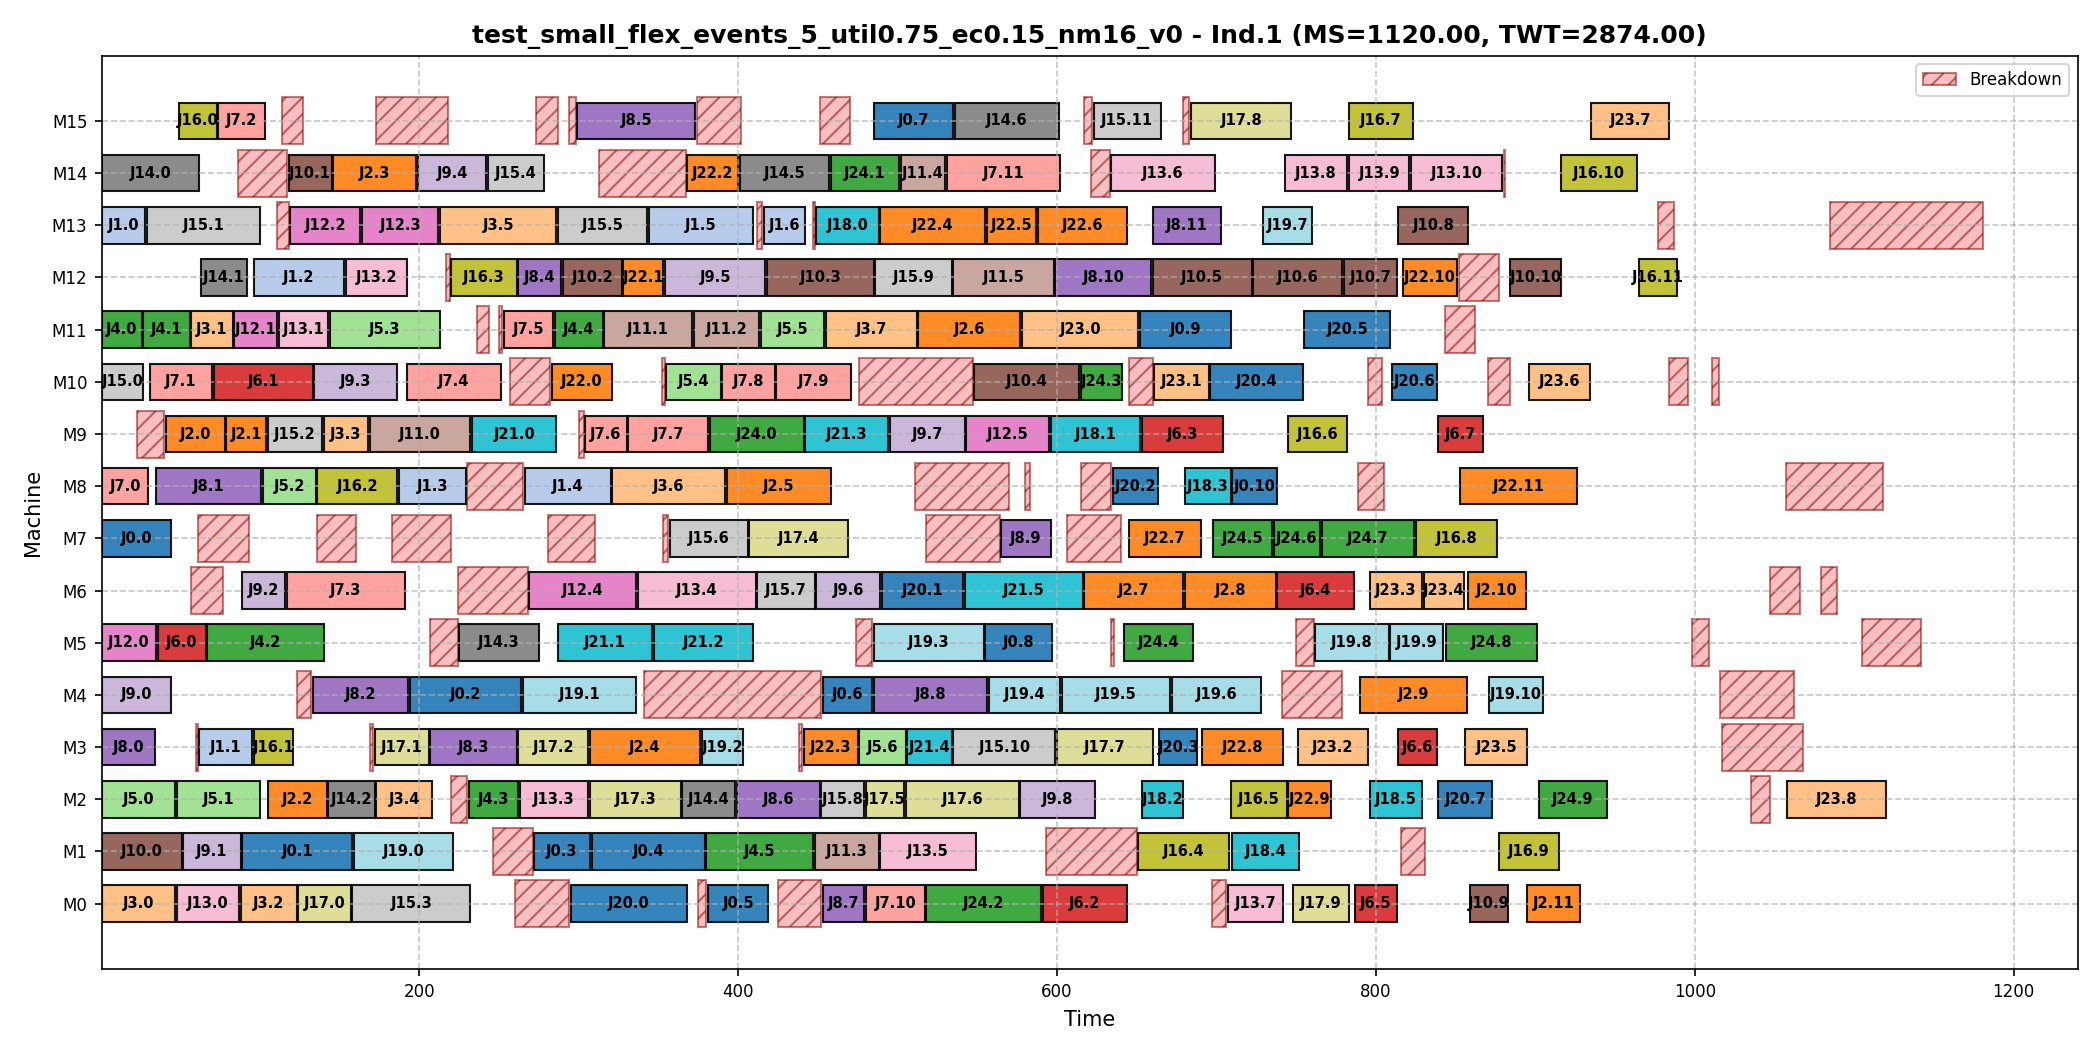 test_small_flex_events_5_util0.75_ec0.15_nm16_v0 - Ind.1 (MS=1120.00, TWT=2874.00)
Breakdown
M15 J16.0 J7.2 J8.5 J0.7 J14.6 J15.11 J17.8 J16.7 J23.7
M14 J14.0 J10.1 J2.3 J9.4 J15.4 J22.2 J14.5 J24.1 J11.4 J7.11 J13.6 J13.8 J13.9 J13.10 J16.10
M13 J1.0 J15.1 J12.2 J12.3 J3.5 J15.5 J1.5 J1.6 J18.0 J22.4 J22.5 J22.6 J8.11 J19.7 J10.8
M12 J14.1 J1.2 J13.2 J16.3 J8.4 J10.2 J22.1 J9.5 J10.3 J15.9 J11.5 J8.10 J10.5 J10.6 J10.7 J22.10 J10.10 J16.11
M11 J4.0 J4.1 J3.1 J12.1 J13.1 J5.3 J7.5 J4.4 J11.1 J11.2 J5.5 J3.7 J2.6 J23.0 J0.9 J20.5
M10 J15.0 J7.1 J6.1 J9.3 J7.4 J22.0 J5.4 J7.8 J7.9 J10.4 J24.3 J23.1 J20.4 J20.6 J23.6
M9 J2.0 J2.1 J15.2 J3.3 J11.0 J21.0 J7.6 J7.7 J24.0 J21.3 J9.7 J12.5 J18.1 J6.3 J16.6 J6.7
M8 J7.0 J8.1 J5.2 J16.2 J1.3 J1.4 J3.6 J2.5 J20.2 J18.3 J0.10 J22.11
M7 J0.0 J15.6 J17.4 J8.9 J22.7 J24.5 J24.6 J24.7 J16.8
M6 J9.2 J7.3 J12.4 J13.4 J15.7 J9.6 J20.1 J21.5 J2.7 J2.8 J6.4 J23.3 J23.4 J2.10
M5 J12.0 J6.0 J4.2 J14.3 J21.1 J21.2 J19.3 J0.8 J24.4 J19.8 J19.9 J24.8
M4 J9.0 J8.2 J0.2 J19.1 J0.6 J8.8 J19.4 J19.5 J19.6 J2.9 J19.10
M3 J8.0 J1.1 J16.1 J17.1 J8.3 J17.2 J2.4 J19.2 J22.3 J5.6 J21.4 J15.10 J17.7 J20.3 J22.8 J23.2 J6.6 J23.5
M2 J5.0 J5.1 J2.2 J14.2 J3.4 J4.3 J13.3 J17.3 J14.4 J8.6 J15.8 J17.5 J17.6 J9.8 J18.2 J16.5 J22.9 J18.5 J20.7 J24.9 J23.8
M1 J10.0 J9.1 J0.1 J19.0 J0.3 J0.4 J4.5 J11.3 J13.5 J16.4 J18.4 J16.9
M0 J3.0 J13.0 J3.2 J17.0 J15.3 J20.0 J0.5 J8.7 J7.10 J24.2 J6.2 J13.7 J17.9 J6.5 J10.9 J2.11
Machine
200 400 600 800 1000 1200
Time